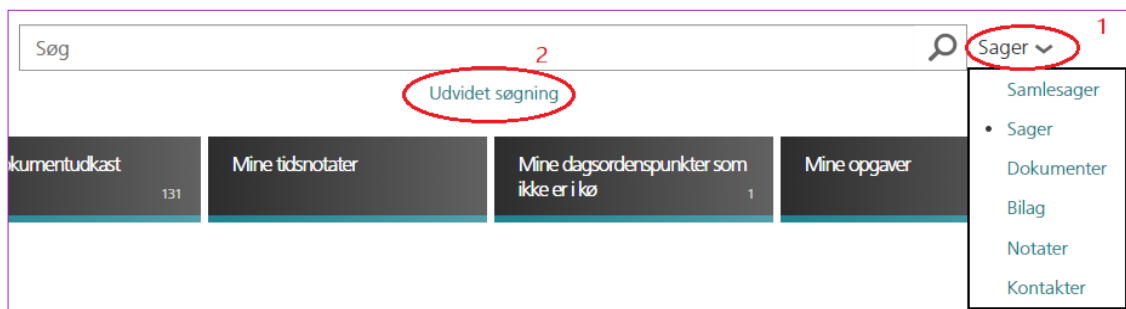 1
Søg
2
Sager
Udvidet søgning
Samlesager
• Sager
Dokumenter
Bilag
Notater
Kontakter
kumentudkast
131
Mine tidsnotater
Mine dagsordenspunkter som
ikke er i kø
1
Mine opgaver